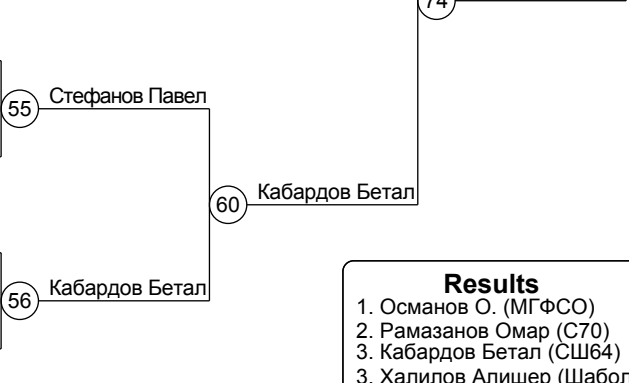 74
55 Стефанов Павел
60 Кабардов Бетал
56 Кабардов Бетал
Results
1. Османов О. (МГФСО)
2. Рамазанов Омар (С70)
3. Кабардов Бетал (СШ64)
3. Халилов Алишер (Шабол